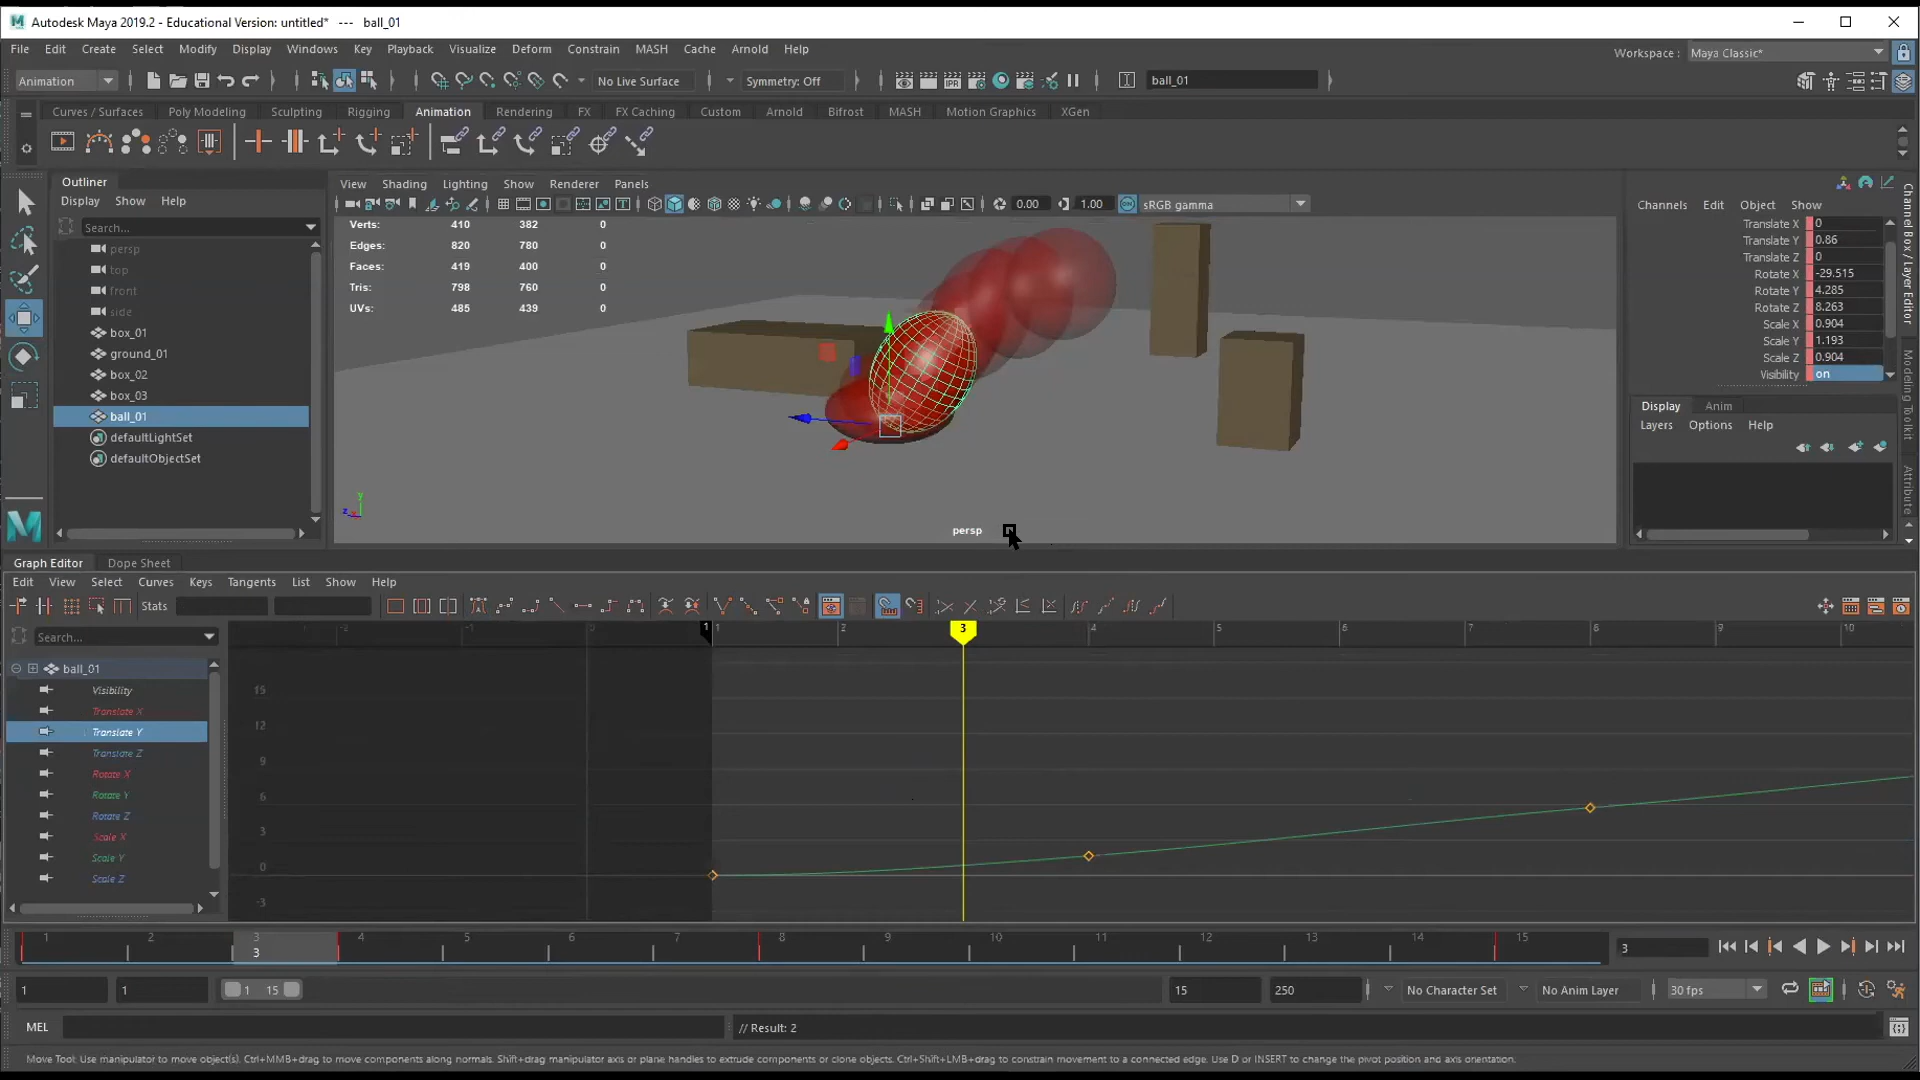 Autodesk Maya 2019.2 - Educational Version: untitled* --- ball_01
File Edit Create Select Modify Display Windows Key Playback Visualize Deform Constrain MASH Cache Arnold Help
Workspace : Maya Classic*
Animation No Live Surface Symmetry: Off ball_01
Curves / Surfaces Poly Modeling Sculpting Rigging Animation Rendering FX FX Caching Custom Arnold Bifrost MASH Motion Graphics XGen
Outliner
Display Show Help
Search...
persp
top
front
side
box_01
ground_01
box_02
box_03
ball_01
defaultLightSet
defaultObjectSet
View Shading Lighting Show Renderer Panels
0.00 1.00 sRGB gamma
Verts: 410 382 0
Edges: 820 780 0
Faces: 419 400 0
Tris: 798 760 0
UVs: 485 439 0
persp
Channels Edit Object Show
Translate X 0
Translate Y 0.86
Translate Z 0
Rotate X -29.515
Rotate Y 4.285
Rotate Z 8.263
Scale X 0.904
Scale Y 1.193
Scale Z 0.904
Visibility on
Display Anim
Layers Options Help
Channel Box / Layer Editor
Modeling Toolkit
Attribute
Graph Editor Dope Sheet
Edit View Select Curves Keys Tangents List Show Help
Stats
Search...
ball_01
Visibility
Translate X
Translate Y
Translate Z
Rotate X
Rotate Y
Rotate Z
Scale X
Scale Y
Scale Z
-2 -1 0 1 1 2 3 4 5 6 7 8 9 10
15
12
9
6
3
0
-3
1 2 3 4 5 6 7 8 9 10 11 12 13 14 15
3
3
1 1 1 15 15 250 No Character Set No Anim Layer 30 fps
MEL // Result: 2
Move Tool: Use manipulator to move object(s). Ctrl+MMB+drag to move components along normals. Shift+drag manipulator axis or plane handles to extrude components or clone objects. Ctrl+Shift+LMB+drag to constrain movement to a connected edge. Use D or INSERT to change the pivot position and axis orientation.